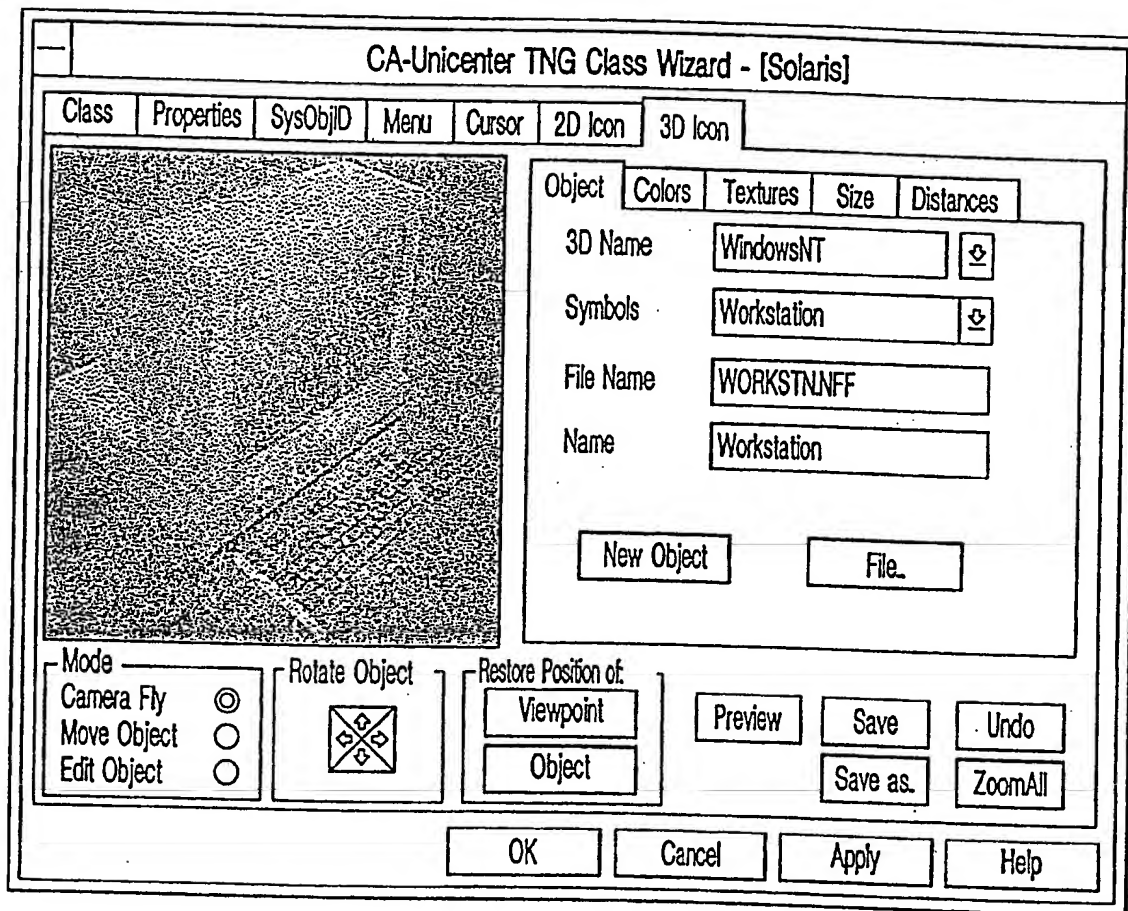 CA-Unicenter TNG Class Wizard - [Solaris]
Class Properties SysObjID Menu Cursor 2D Icon 3D Icon
Object Colors Textures Size Distances
3D Name WindowsNT
Symbols Workstation
File Name WORKSTN.NFF
Name Workstation
New Object File..
Mode
Camera Fly
Move Object
Edit Object
Rotate Object
Restore Position of:
Viewpoint
Object
Preview Save Undo
Save as.. ZoomAll
OK Cancel Apply Help